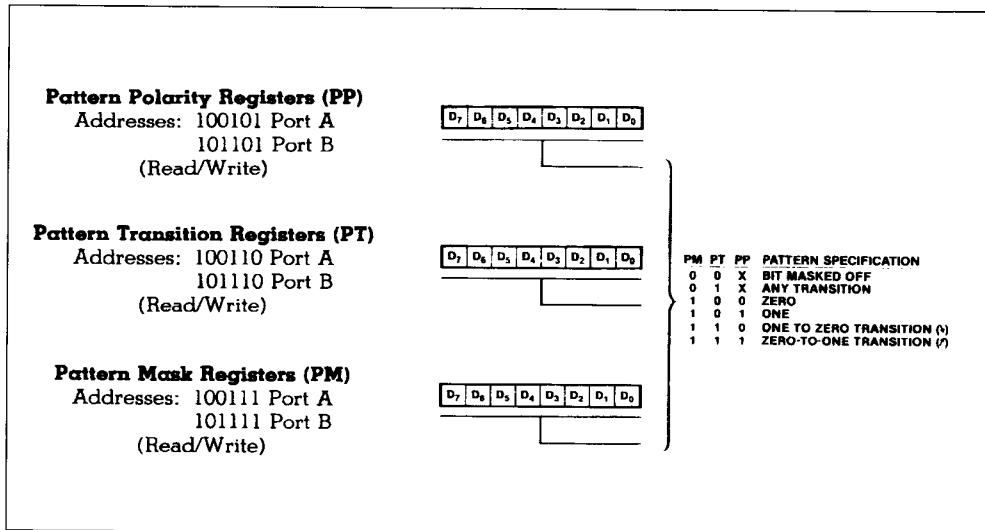 Pattern Polarity Registers (PP)
Addresses: 100101 Port A
101101 Port B
(Read/Write)
D7 D6 D5 D4 D3 D2 D1 D0
Pattern Transition Registers (PT)
Addresses: 100110 Port A
101110 Port B
(Read/Write)
D7 D6 D5 D4 D3 D2 D1 D0
PM PT PP PATTERN SPECIFICATION
0 0 X BIT MASKED OFF
0 1 X ANY TRANSITION
1 0 0 ZERO
1 0 1 ONE
1 1 0 ONE TO ZERO TRANSITION (↘)
1 1 1 ZERO-TO-ONE TRANSITION (↗)
Pattern Mask Registers (PM)
Addresses: 100111 Port A
101111 Port B
(Read/Write)
D7 D6 D5 D4 D3 D2 D1 D0